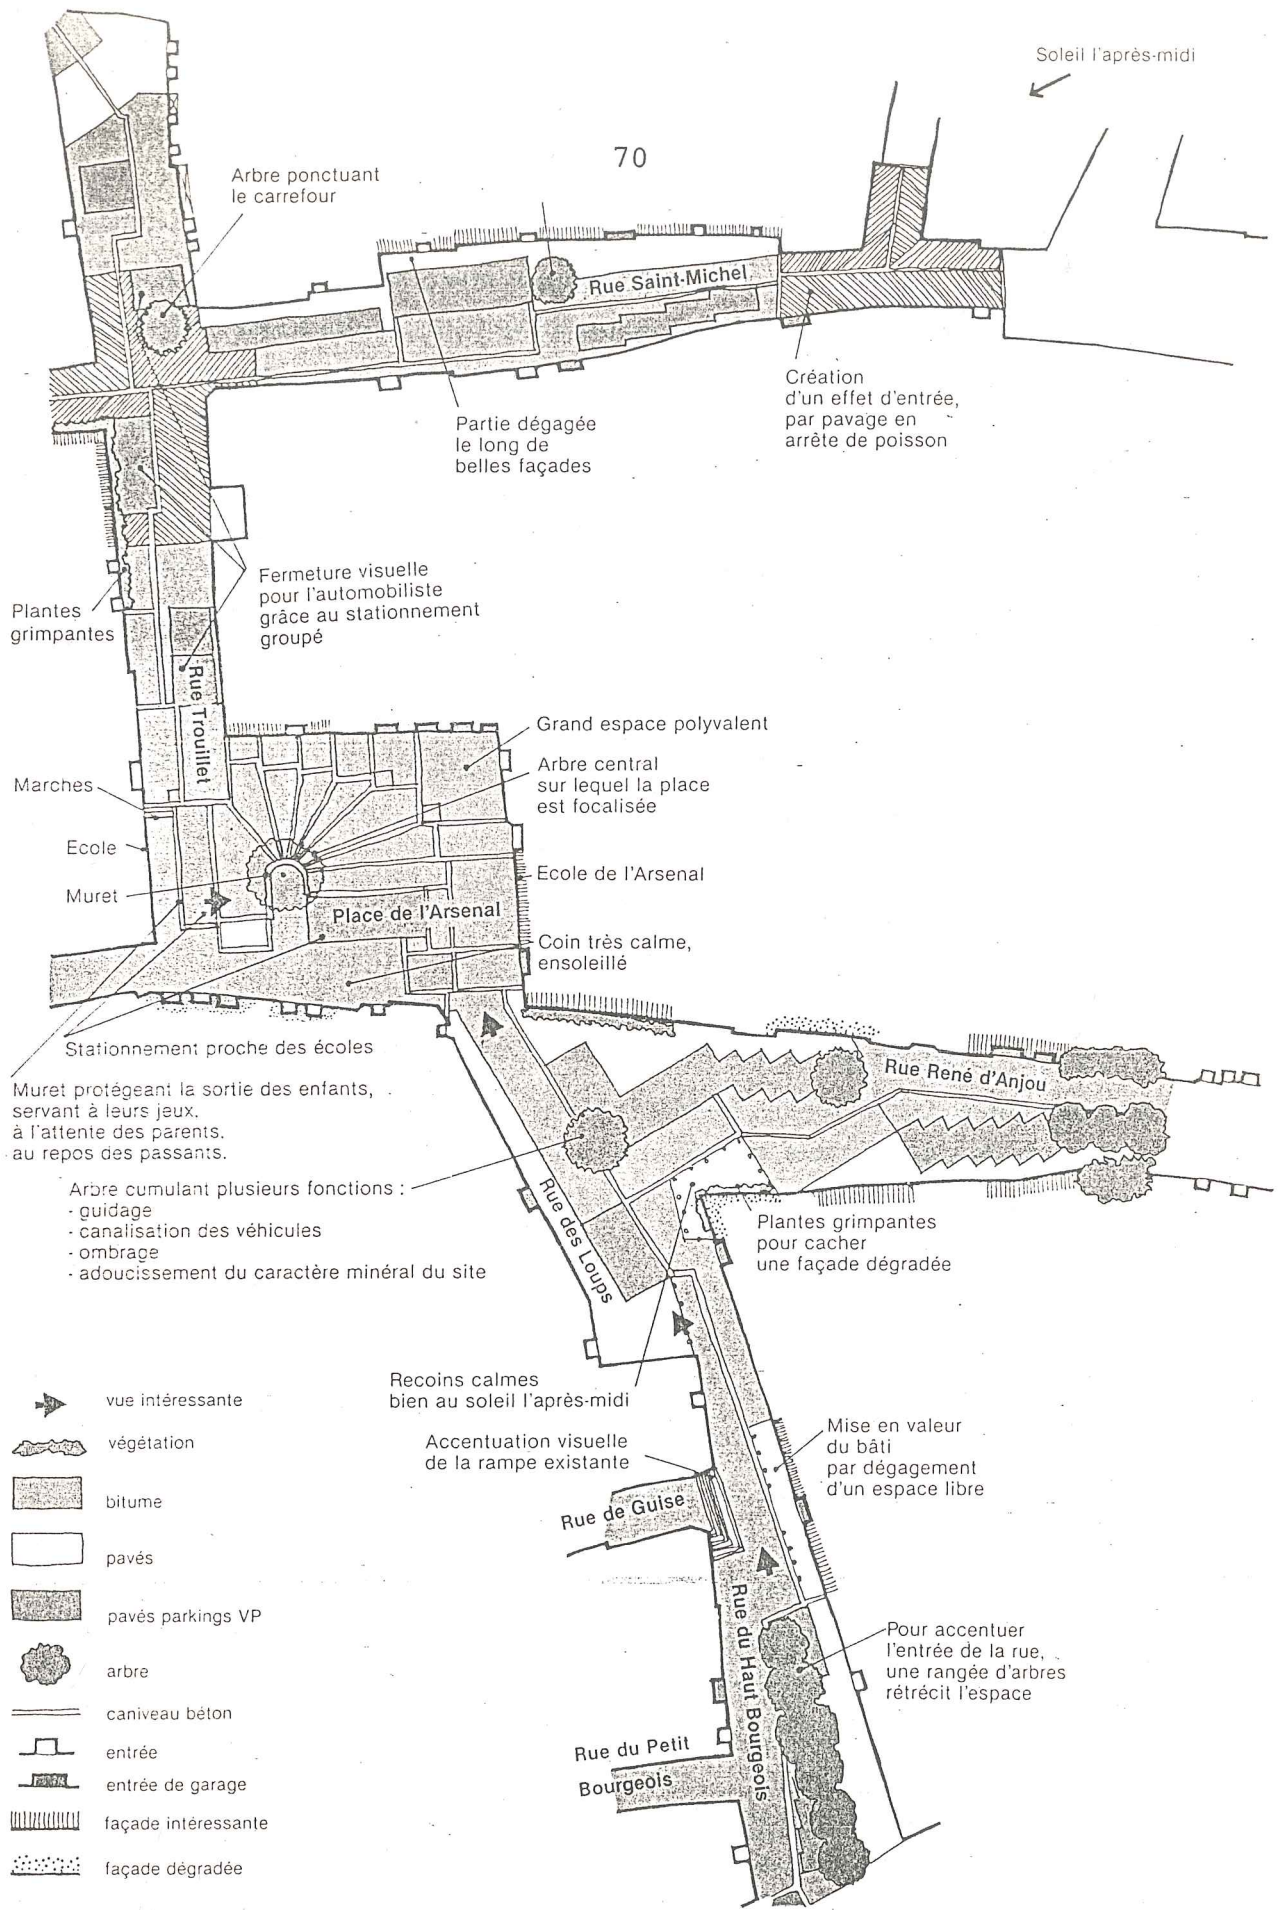 Soleil l'après-midi
70
Arbre ponctuant
le carrefour
Rue Saint-Michel
Création
d'un effet d'entrée,
par pavage en
arrête de poisson
Partie dégagée
le long de
belles façades
Fermeture visuelle
pour l'automobiliste
grâce au stationnement
groupé
Plantes
grimpantes
Rue Trouillet
Grand espace polyvalent
Arbre central
sur lequel la place
est focalisée
Marches
Ecole
Muret
Ecole de l'Arsenal
Place de l'Arsenal
Coin très calme,
ensoleillé
Stationnement proche des écoles
Muret protégeant la sortie des enfants,
servant à leurs jeux.
à l'attente des parents.
au repos des passants.
Rue René d'Anjou
Arbre cumulant plusieurs fonctions :
- guidage
- canalisation des véhicules
- ombrage
- adoucissement du caractère minéral du site
Rue des Loups
Plantes grimpantes
pour cacher
une façade dégradée
Recoins calmes
bien au soleil l'après-midi
Accentuation visuelle
de la rampe existante
Mise en valeur
du bâti
par dégagement
d'un espace libre
Rue de Guise
Rue du Haut Bourgeois
Pour accentuer
l'entrée de la rue,
une rangée d'arbres
rétrécit l'espace
Rue du Petit
Bourgeois
vue intéressante
végétation
bitume
pavés
pavés parkings VP
arbre
caniveau béton
entrée
entrée de garage
façade intéressante
façade dégradée